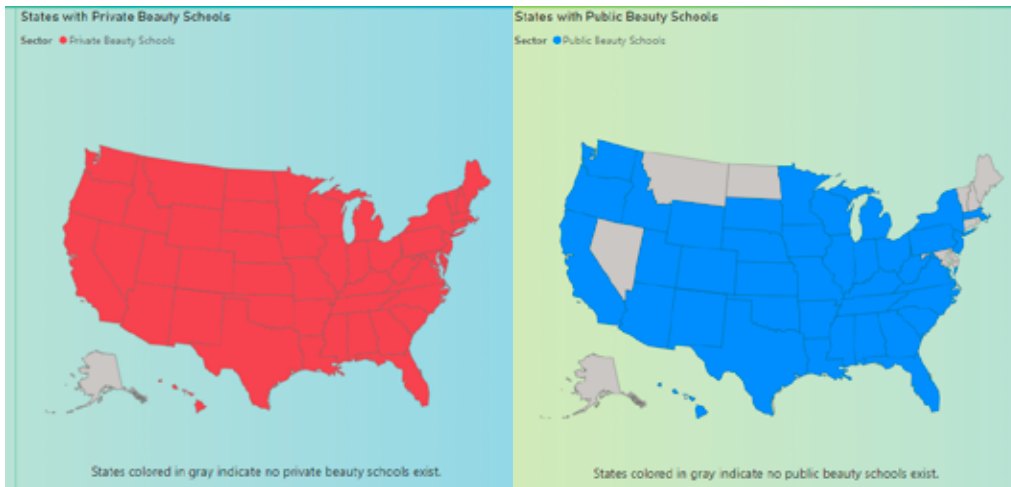 States with Private Beauty Schools
Sector Private Beauty Schools
States colored in gray indicate no private beauty schools exist.
States with Public Beauty Schools
Sector Public Beauty Schools
States colored in gray indicate no public beauty schools exist.